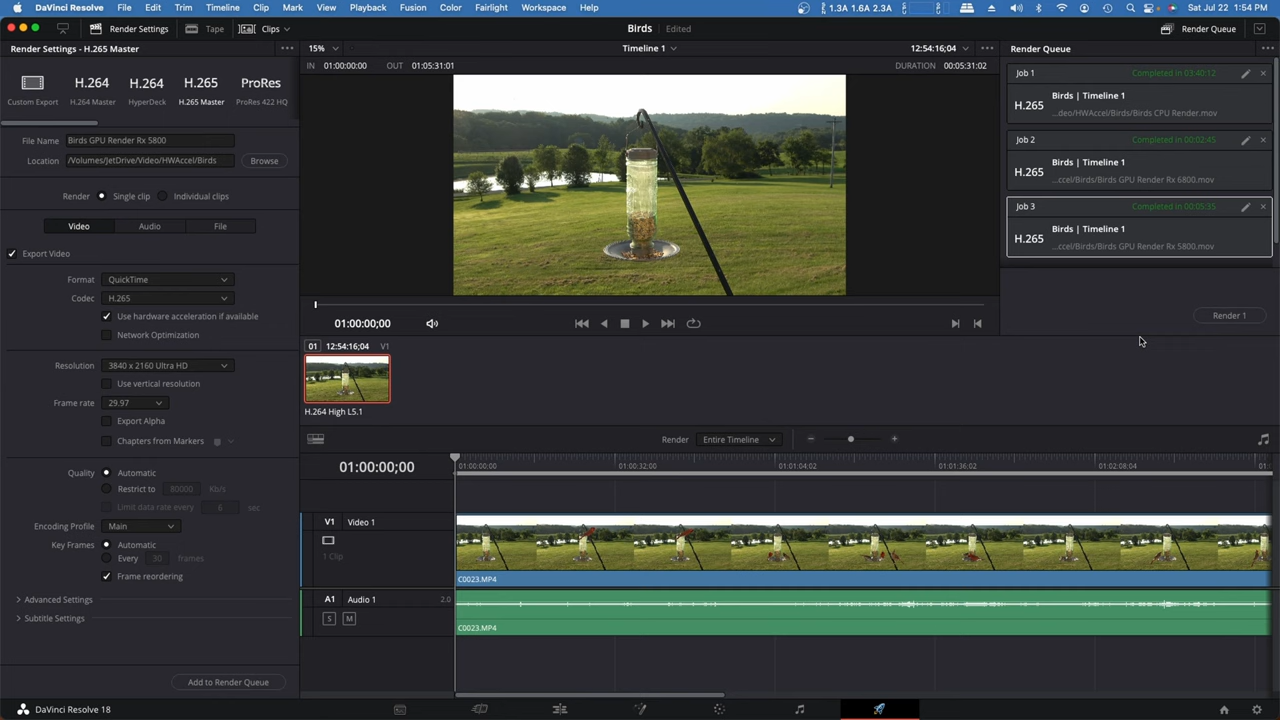 DaVinci Resolve File Edit Trim Timeline Clip Mark View Playback Fusion Color Fairlight Workspace Help 1.3A 1.6A 2.3A Sat Jul 22 1:54 PM
Render Settings Tape Clips Birds Edited Render Queue
Render Settings - H.265 Master 15% Timeline 1 12:54:16:04 Render Queue
IN 01:00:00:00 OUT 01:05:31:01 DURATION 00:05:31:02
H.264 H.264 H.265 ProRes
Custom Export H.264 Master HyperDeck H.265 Master ProRes 422 HQ
File Name Birds GPU Render Rx 5800
Location /Volumes/JetDrive/Video/HWAccel/Birds Browse
Render Single clip Individual clips
Video Audio File
Export Video
Format QuickTime
Codec H.265
Use hardware acceleration if available
Network Optimization
Resolution 3840 x 2160 Ultra HD
Use vertical resolution
Frame rate 29.97
Export Alpha
Chapters from Markers
Quality Automatic
Restrict to 80000 Kb/s
Limit data rate every 6 sec
Encoding Profile Main
Key Frames Automatic
Every 30 frames
Frame reordering
Advanced Settings
Subtitle Settings
Add to Render Queue
01:00:00;00
01 12:54:16;04 V1
H.264 High L5.1
Render Entire Timeline
01:00:00;00 01:00:00;00 01:00:32;00 01:01:04;02 01:01:36;02 01:02:08;04 01:0
V1 Video 1
1 Clip
C0023.MP4
A1 Audio 1 2.0
S M
C0023.MP4
Job 1 Completed in 03:40:12
Birds | Timeline 1
H.265 ...deo/HWAccel/Birds/Birds CPU Render.mov
Job 2 Completed in 00:02:45
Birds | Timeline 1
H.265 ...ccel/Birds/Birds GPU Render Rx 6800.mov
Job 3 Completed in 00:05:35
Birds | Timeline 1
H.265 ...ccel/Birds/Birds GPU Render Rx 5800.mov
Render 1
DaVinci Resolve 18